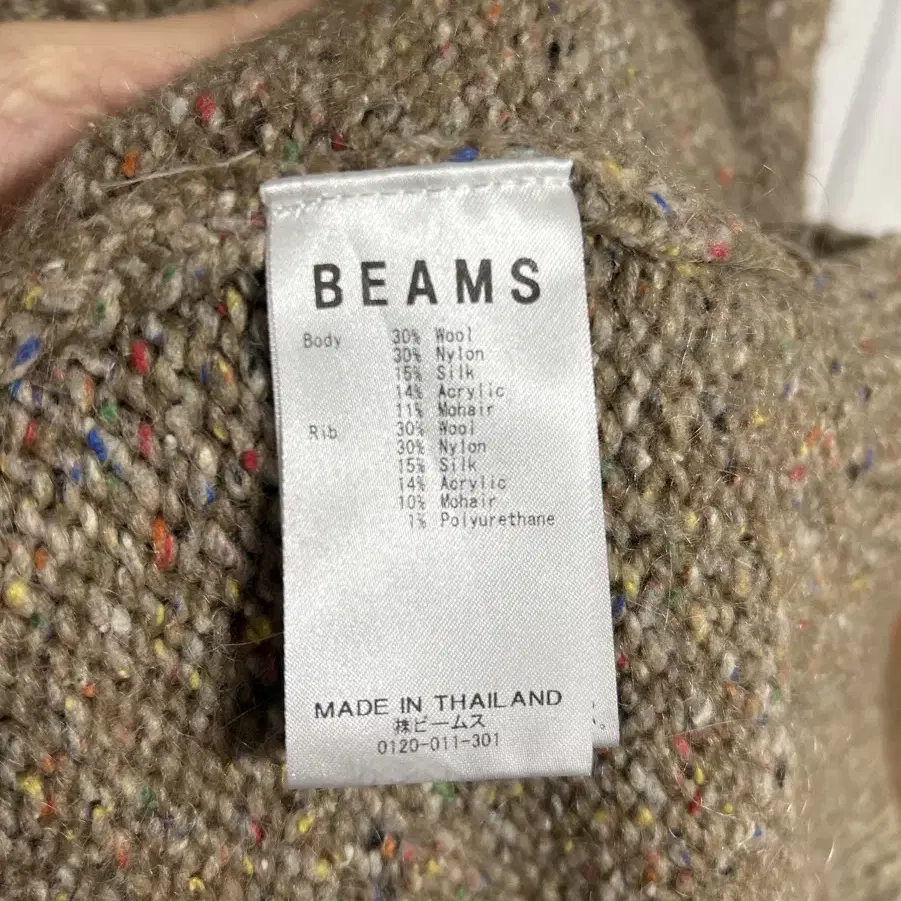 BEAMS
Body 30% Wool
30% Nylon
15% Silk
14% Acrylic
11% Mohair
Rib 30% Wool
30% Nylon
15% Silk
14% Acrylic
10% Mohair
1% Polyurethane
MADE IN THAILAND
㈱ビームス
0120-011-301